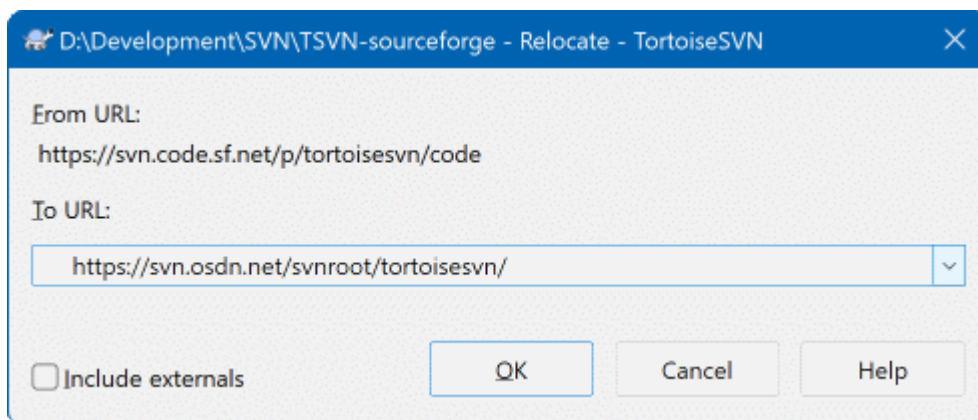 D:\Development\SVN\TSVN-sourceforge - Relocate - TortoiseSVN
From URL:
https://svn.code.sf.net/p/tortoisesvn/code
To URL:
https://svn.osdn.net/svnroot/tortoisesvn/
Include externals
OK
Cancel
Help